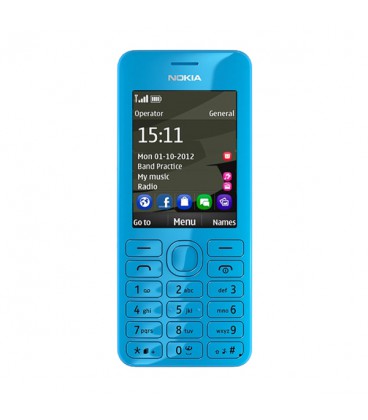 NOKIA
Operator General
15:11
Mon 01-10-2012
Band Practice
My music
Radio
Go to Menu Names
1 2 abc def 3
4 ghi 5 jkl mno 6
7 pqrs 8 tuv wxyz 9
* 0 #